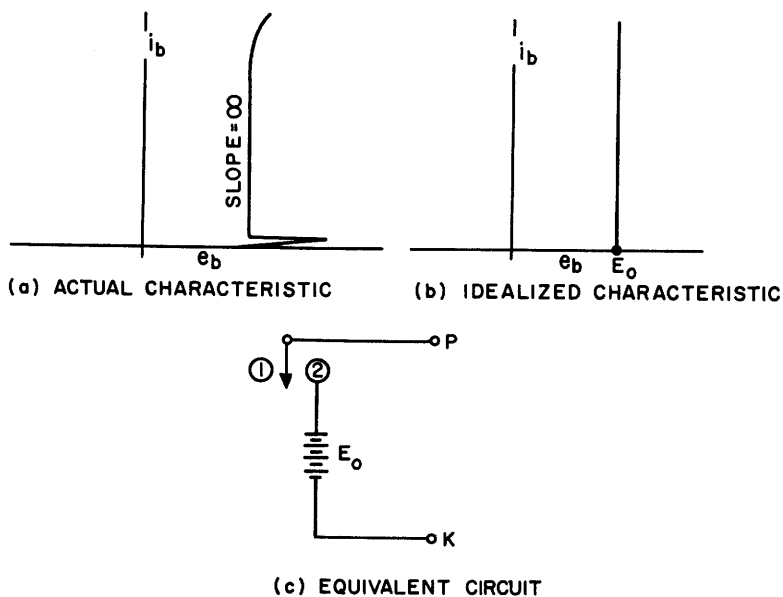 i_b
SLOPE = ∞
e_b
(a) ACTUAL CHARACTERISTIC
i_b
e_b E_o
(b) IDEALIZED CHARACTERISTIC
P
① ②
E_o
K
(c) EQUIVALENT CIRCUIT